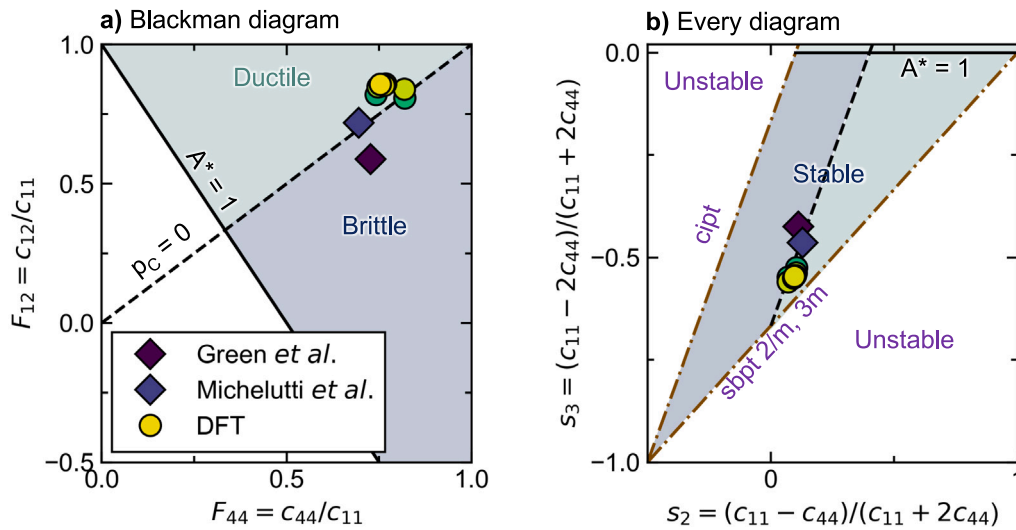 a) Blackman diagram
1.0
0.5
0.0
−0.5
0.0
0.5
1.0
F12 = c12/c11
F44 = c44/c11
Ductile
A* = 1
Brittle
pC = 0
Green et al.
Michelutti et al.
DFT
b) Every diagram
0.0
−0.5
−1.0
0
1
s3 = (c11 − 2c44)/(c11 + 2c44)
s2 = (c11 − c44)/(c11 + 2c44)
Unstable
A* = 1
Stable
cipt
sbpt 2/m, 3m
Unstable